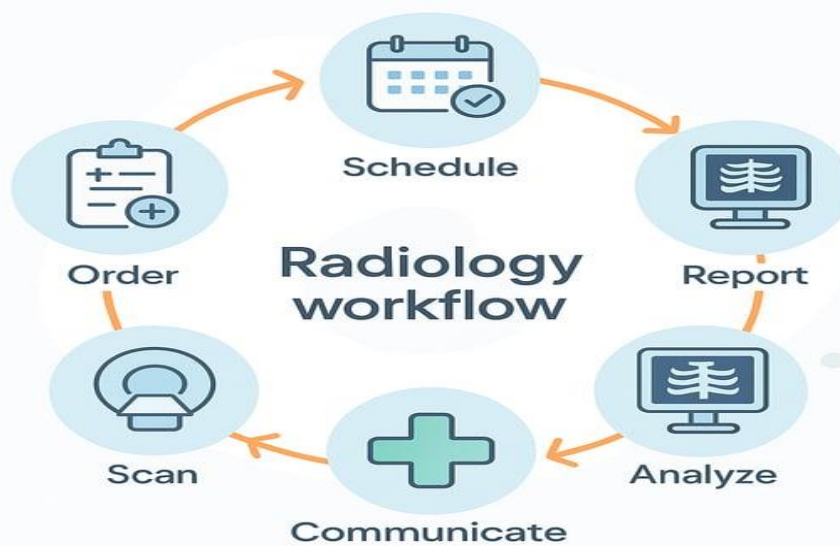 Schedule
Order
Radiology
workflow
Report
Scan
Analyze
Communicate